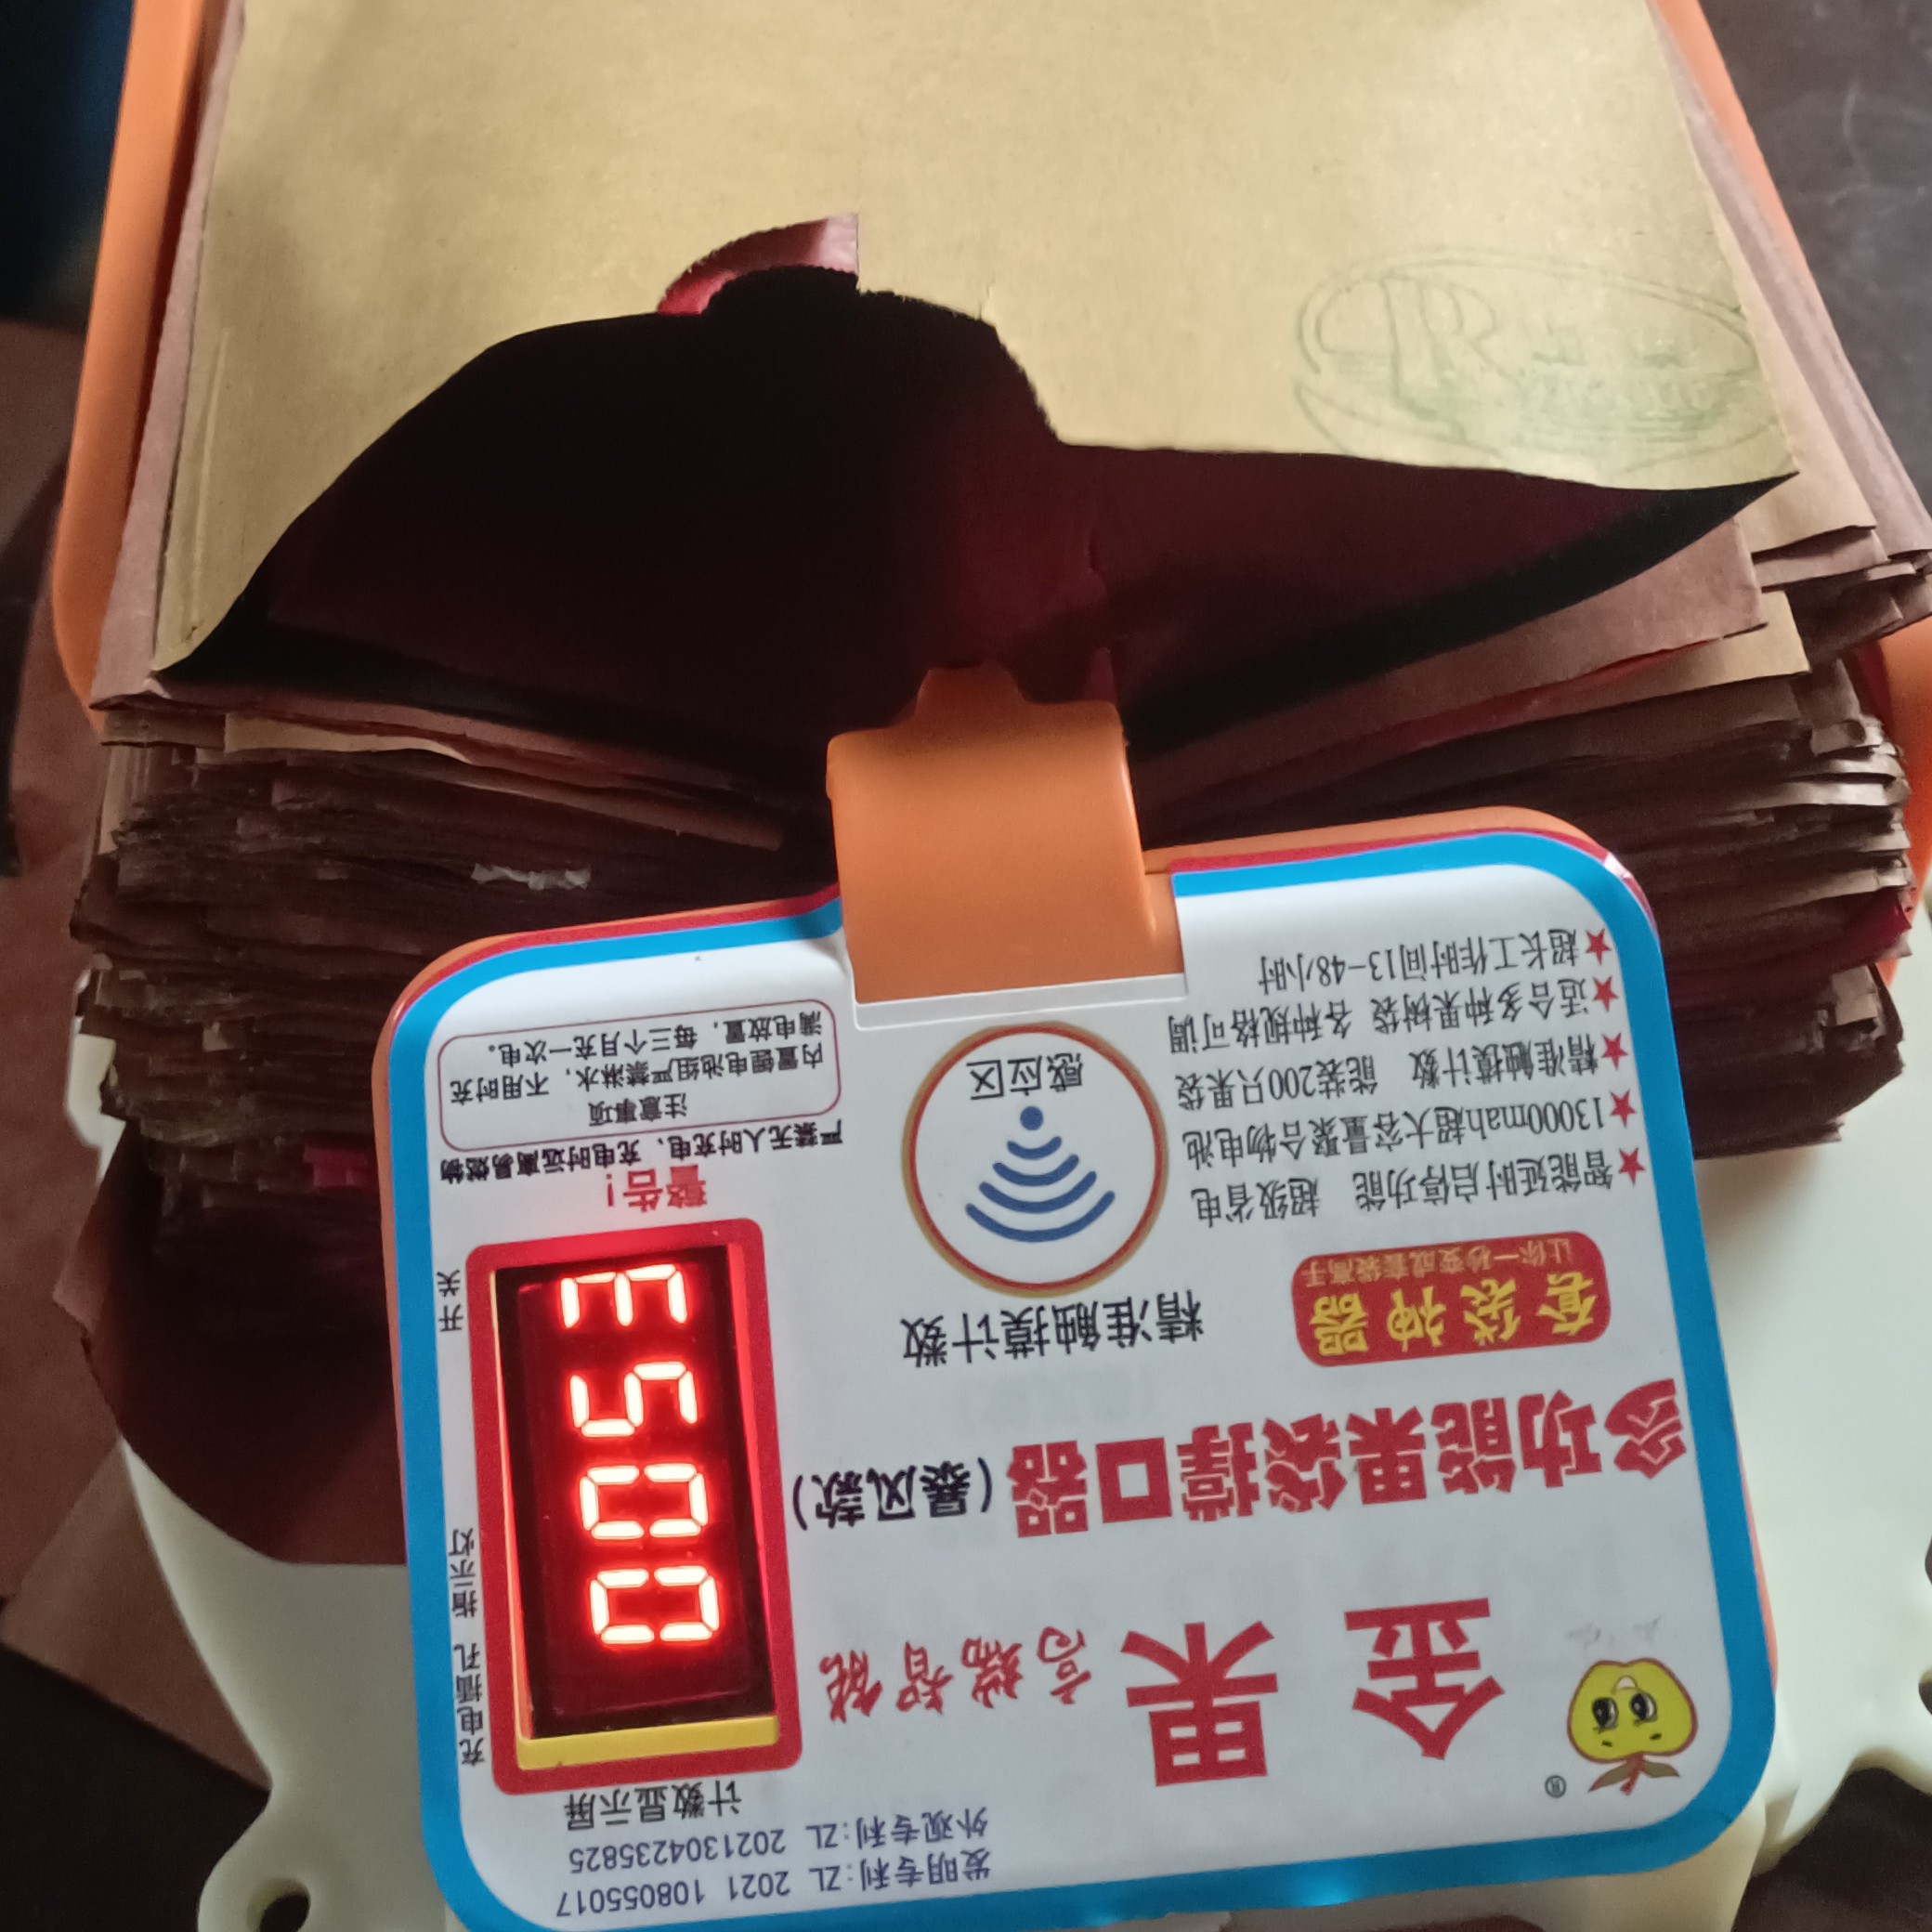 发明专利:ZL 2021 108055017
外观专利:ZL 2021304235825
计数显示屏
®
金果
高端智能
多功能果袋撑口器
(暴风款)
套袋神器
让你一秒变成套袋高手
精准触摸计数
感应区
★智能延时启停功能 超级省电
★13000mah超大容量聚合物电池
★精准触摸计数 能装200只果袋
★适合多种果树袋 各种规格可调
★超长工作时间13-48小时
0053
充电插孔
指示灯
开关
警告!
严禁无人时充电、充电时远离易燃物
注意事项
内置锂电池组严禁淋水，不用时充
满电放置，每三个月充一次电。